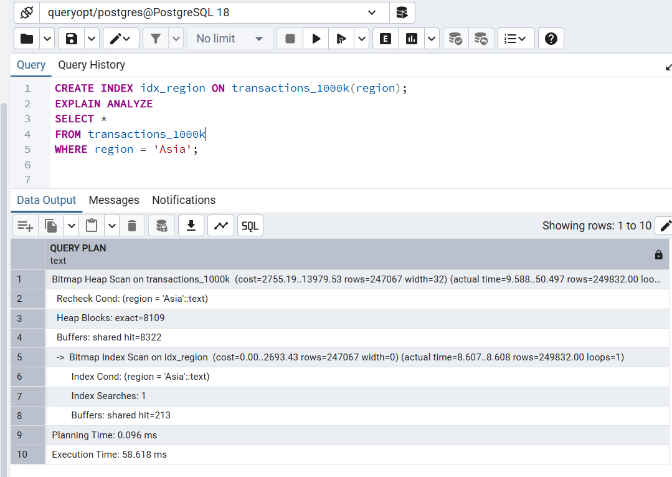 queryopt/postgres@PostgreSQL 18
No limit
E
Query Query History
1 CREATE INDEX idx_region ON transactions_1000k(region);
2 EXPLAIN ANALYZE
3 SELECT *
4 FROM transactions_1000k
5 WHERE region = 'Asia';
6
7
Data Output Messages Notifications
SQL Showing rows: 1 to 10
QUERY PLAN
text
1 Bitmap Heap Scan on transactions_1000k (cost=2755.19..13979.53 rows=247067 width=32) (actual time=9.588..50.497 rows=249832.00 loo...
2 Recheck Cond: (region = 'Asia'::text)
3 Heap Blocks: exact=8109
4 Buffers: shared hit=8322
5 -> Bitmap Index Scan on idx_region (cost=0.00..2693.43 rows=247067 width=0) (actual time=8.607..8.608 rows=249832.00 loops=1)
6 Index Cond: (region = 'Asia'::text)
7 Index Searches: 1
8 Buffers: shared hit=213
9 Planning Time: 0.096 ms
10 Execution Time: 58.618 ms